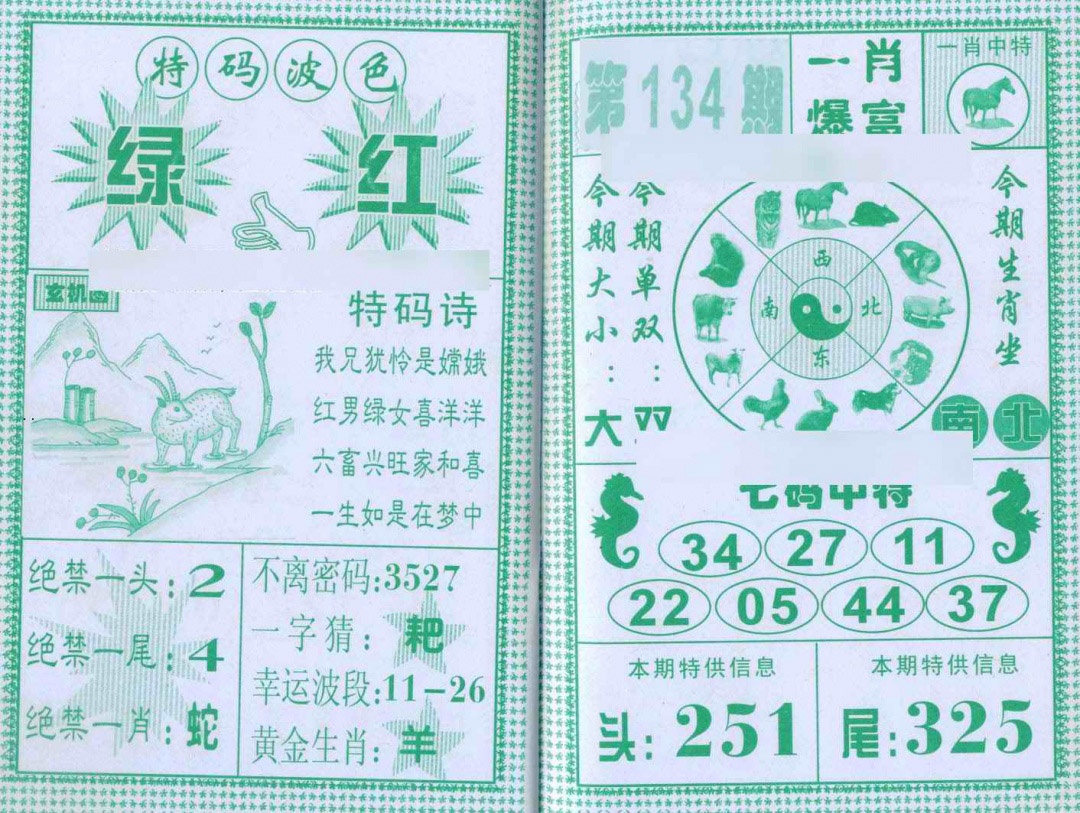 特码波色
绿 红
玄机图
特码诗
我兄犹怜是嫦娥
红男绿女喜洋洋
六畜兴旺家和喜
一生如是在梦中
绝禁一头:2
绝禁一尾:4
绝禁一肖:蛇
不离密码:3527
一字猜:耙
幸运波段:11-26
黄金生肖:羊
第134期
一肖
爆富
一肖中特
今期大小:大
今期单双:双
西
南 北
东
今期生肖坐
南 北
七码中特
34 27 11
22 05 44 37
本期特供信息
头:251
本期特供信息
尾:325